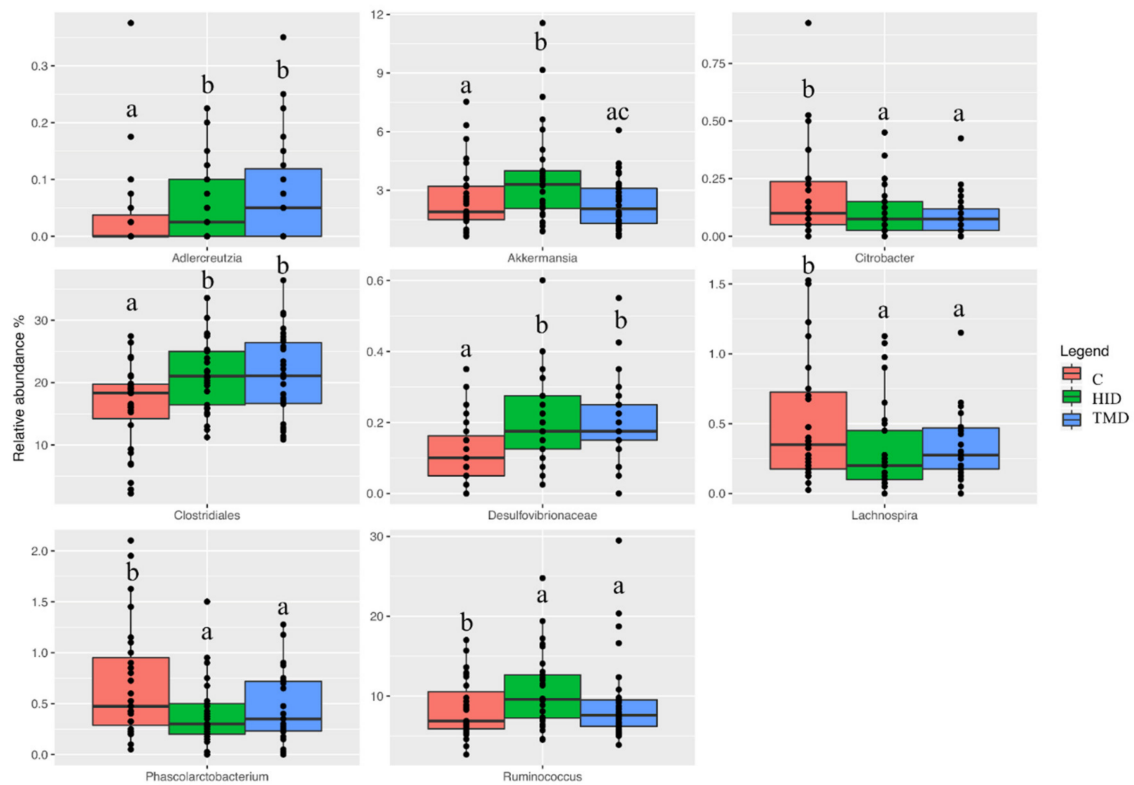 0.3
0.2
0.1
0.0
a
b
b
Adlercreutzia
12
9
6
3
a
b
ac
Akkermansia
0.75
0.50
0.25
0.00
b
a
a
Citrobacter
Relative abundance %
30
20
10
a
b
b
Clostridiales
0.6
0.4
0.2
0.0
a
b
b
Desulfovibrionaceae
1.5
1.0
0.5
0.0
b
a
a
Lachnospira
Legend
C
HID
TMD
2.0
1.5
1.0
0.5
0.0
b
a
a
Phascolarctobacterium
30
20
10
b
a
a
Ruminococcus